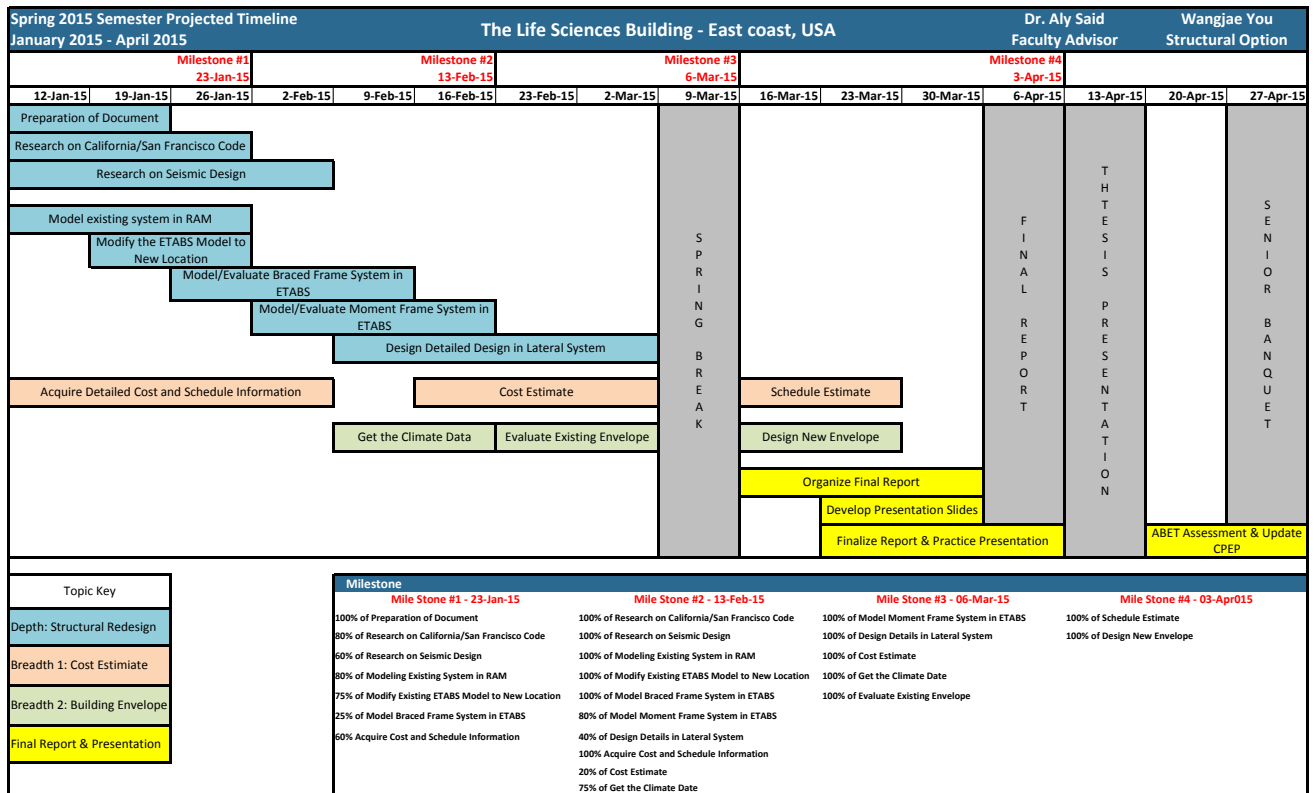 Spring 2015 Semester Projected Timeline
January 2015 - April 2015
The Life Sciences Building - East coast, USA
Dr. Aly Said
Faculty Advisor
Wangjae You
Structural Option
Milestone #1
23-Jan-15
Milestone #2
13-Feb-15
Milestone #3
6-Mar-15
Milestone #4
3-Apr-15
12-Jan-15 19-Jan-15 26-Jan-15 2-Feb-15 9-Feb-15 16-Feb-15 23-Feb-15 2-Mar-15 9-Mar-15 16-Mar-15 23-Mar-15 30-Mar-15 6-Apr-15 13-Apr-15 20-Apr-15 27-Apr-15
Preparation of Document
Research on California/San Francisco Code
Research on Seismic Design
Model existing system in RAM
Modify the ETABS Model to
New Location
Model/Evaluate Braced Frame System in
ETABS
Model/Evaluate Moment Frame System in
ETABS
Design Detailed Design in Lateral System
Acquire Detailed Cost and Schedule Information
Cost Estimate
Schedule Estimate
Get the Climate Data
Evaluate Existing Envelope
Design New Envelope
Organize Final Report
Develop Presentation Slides
Finalize Report & Practice Presentation
ABET Assessment & Update
CPEP
SPRING BREAK
FINAL REPORT
THTESIS PRESENTATION
SENIOR BANQUET
Topic Key
Depth: Structural Redesign
Breadth 1: Cost Estimiate
Breadth 2: Building Envelope
Final Report & Presentation
Milestone
Mile Stone #1 - 23-Jan-15
100% of Preparation of Document
80% of Research on California/San Francisco Code
60% of Research on Seismic Design
80% of Modeling Existing System in RAM
75% of Modify Existing ETABS Model to New Location
25% of Model Braced Frame System in ETABS
60% Acquire Cost and Schedule Information
Mile Stone #2 - 13-Feb-15
100% of Research on California/San Francisco Code
100% of Research on Seismic Design
100% of Modeling Existing System in RAM
100% of Modify Existing ETABS Model to New Location
100% of Model Braced Frame System in ETABS
80% of Model Moment Frame System in ETABS
40% of Design Details in Lateral System
100% Acquire Cost and Schedule Information
20% of Cost Estimate
75% of Get the Climate Date
Mile Stone #3 - 06-Mar-15
100% of Model Moment Frame System in ETABS
100% of Design Details in Lateral System
100% of Cost Estimate
100% of Get the Climate Date
100% of Evaluate Existing Envelope
Mile Stone #4 - 03-Apr015
100% of Schedule Estimate
100% of Design New Envelope